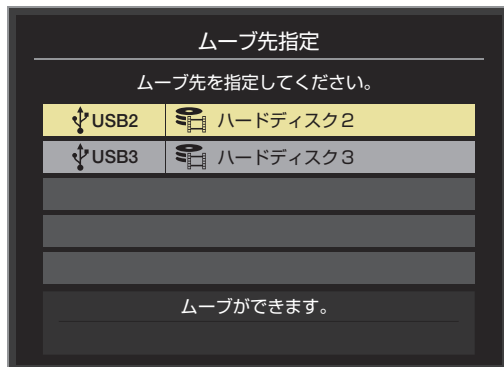 ムーブ先指定
ムーブ先を指定してください。
USB2 ハードディスク2
USB3 ハードディスク3
ムーブができます。